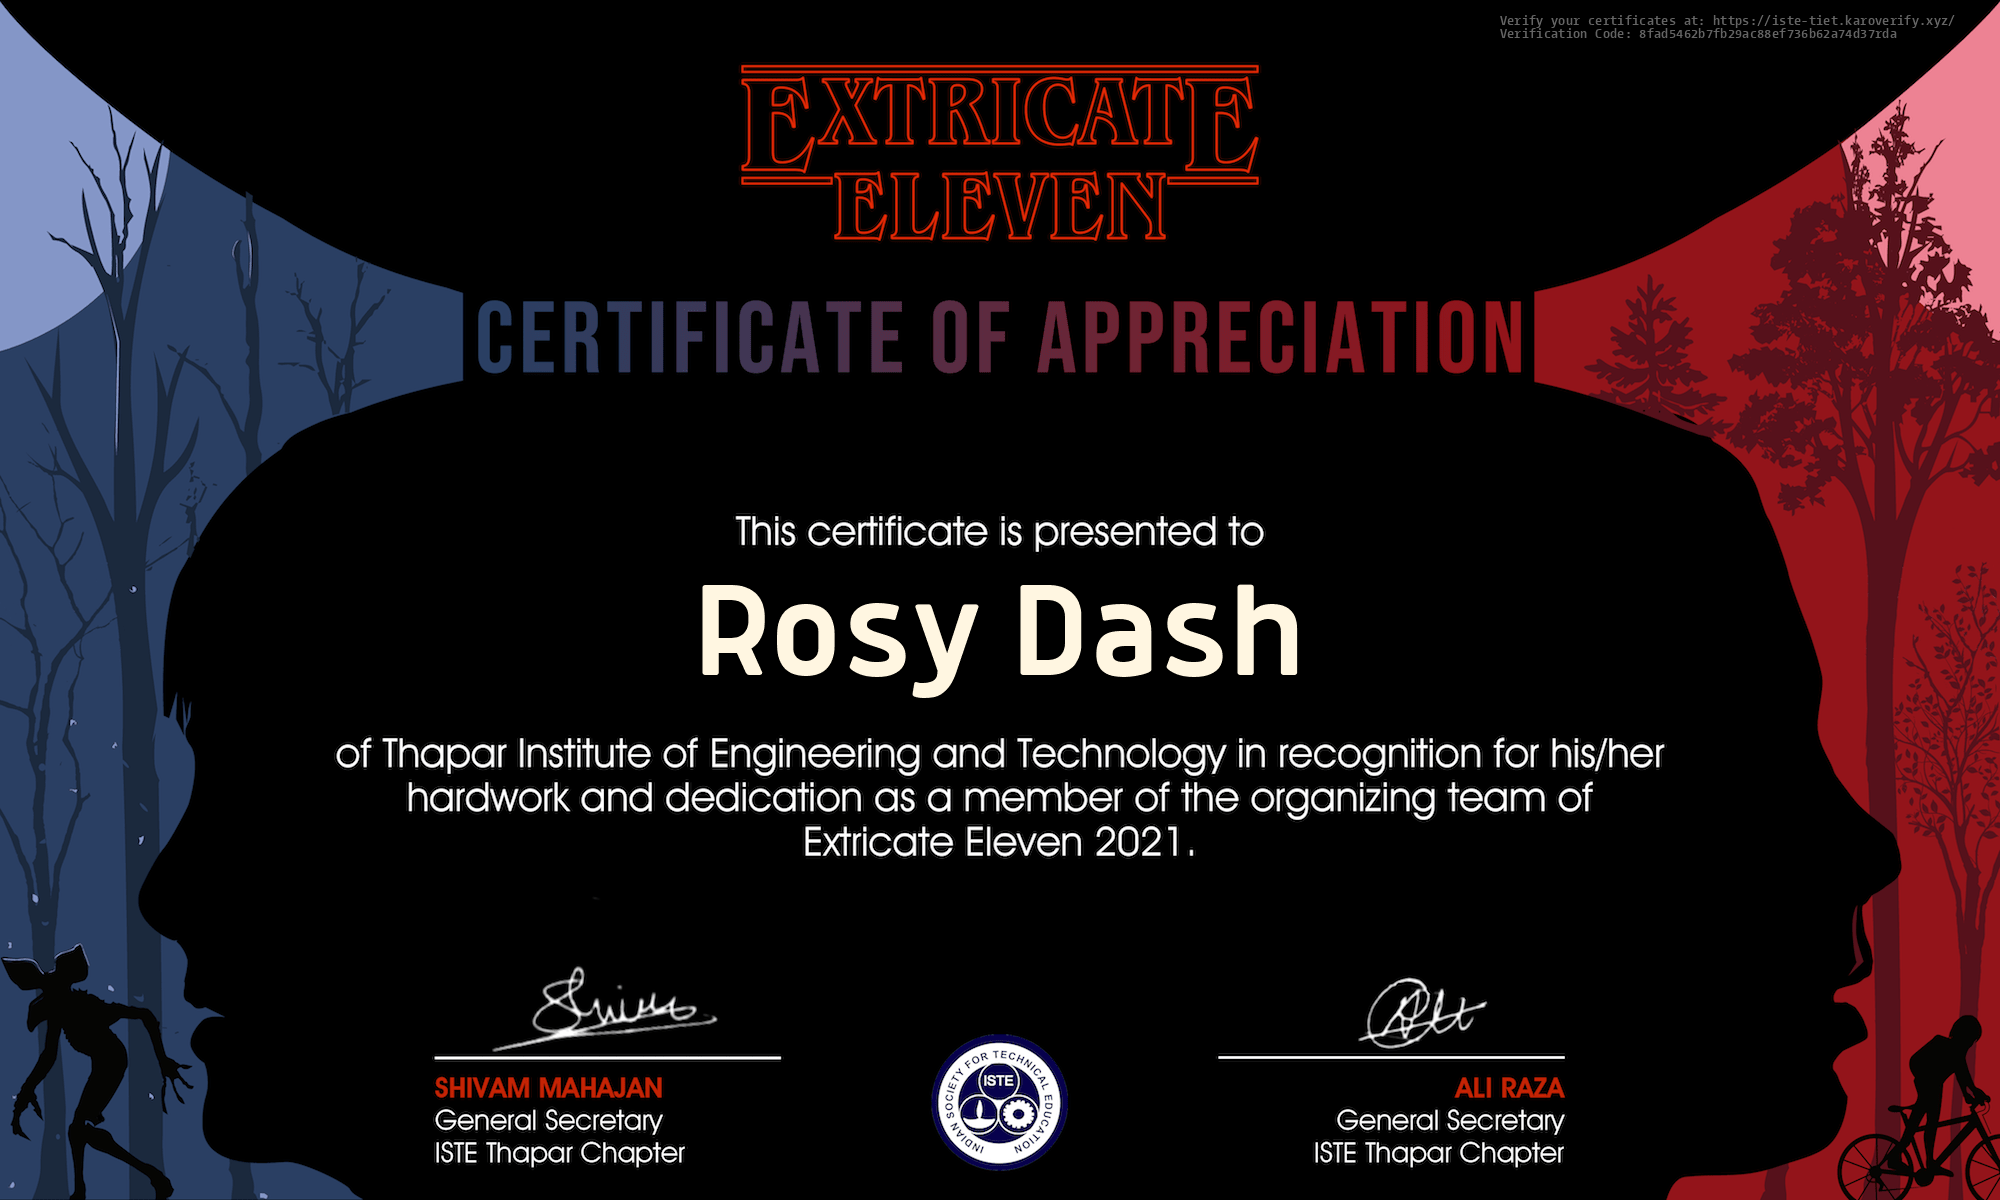 Verify your certificates at: https://iste-tiet.karoverify.xyz/
Verification Code: 8fad5462b7fb29ac88ef736b62a74d37rda
EXTRICATE
ELEVEN
CERTIFICATE OF APPRECIATION
This certificate is presented to
Rosy Dash
of Thapar Institute of Engineering and Technology in recognition for his/her
hardwork and dedication as a member of the organizing team of
Extricate Eleven 2021.
SHIVAM MAHAJAN
General Secretary
ISTE Thapar Chapter
INDIAN SOCIETY FOR TECHNICAL EDUCATION
ISTE
ALI RAZA
General Secretary
ISTE Thapar Chapter